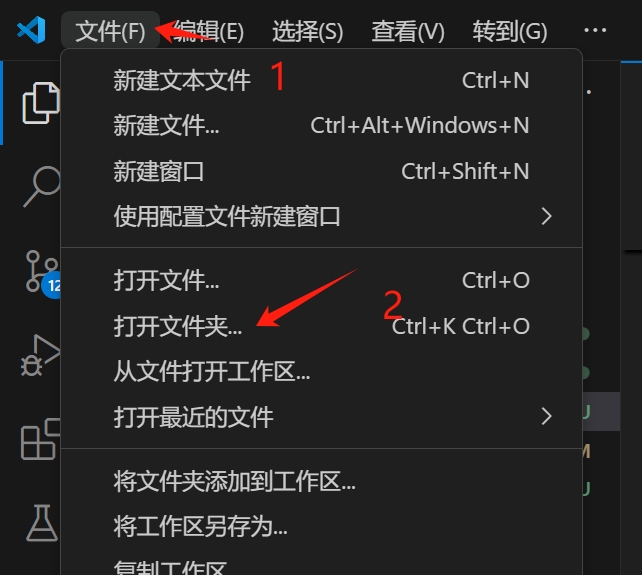 文件(F) 编辑(E) 选择(S) 查看(V) 转到(G) ···
1
新建文本文件 Ctrl+N
新建文件... Ctrl+Alt+Windows+N
新建窗口 Ctrl+Shift+N
使用配置文件新建窗口
打开文件... Ctrl+O
2
打开文件夹... Ctrl+K Ctrl+O
从文件打开工作区...
打开最近的文件
U
M
U
12
将文件夹添加到工作区...
将工作区另存为...
复制工作区